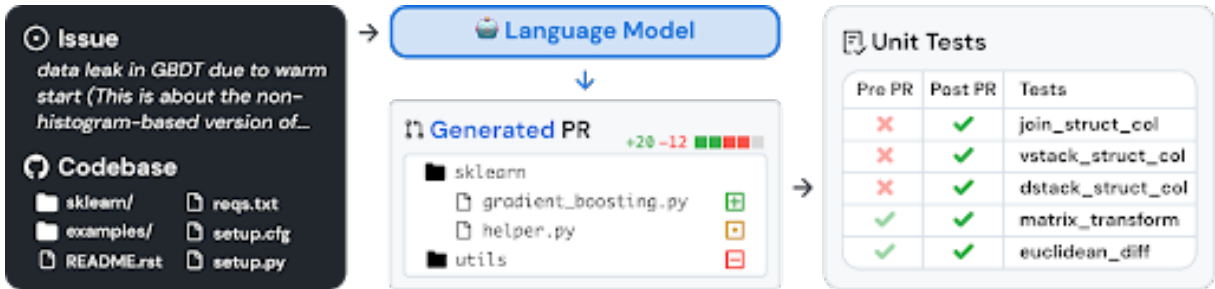 Issue
data leak in GBDT due to warm
start (This is about the non-
histogram-based version of...
Codebase
sklearn/
reqs.txt
examples/
setup.cfg
README.rst
setup.py
Language Model
Generated PR
+20 -12
sklearn
gradient_boosting.py
helper.py
utils
Unit Tests
Pre PR Post PR Tests
join_struct_col
vstack_struct_col
dstack_struct_col
matrix_transform
euclidean_diff